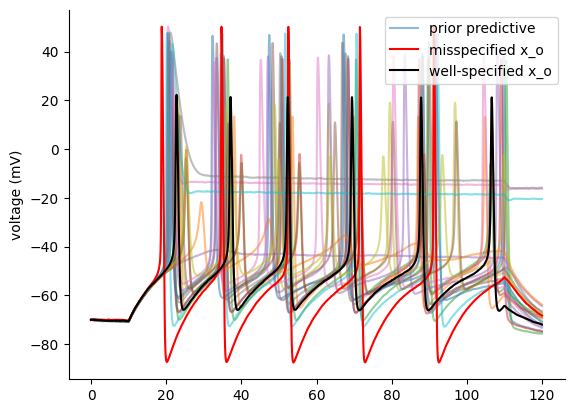 prior predictive
misspecified x_o
well-specified x_o
voltage (mV)
40
20
0
−20
−40
−60
−80
0 20 40 60 80 100 120